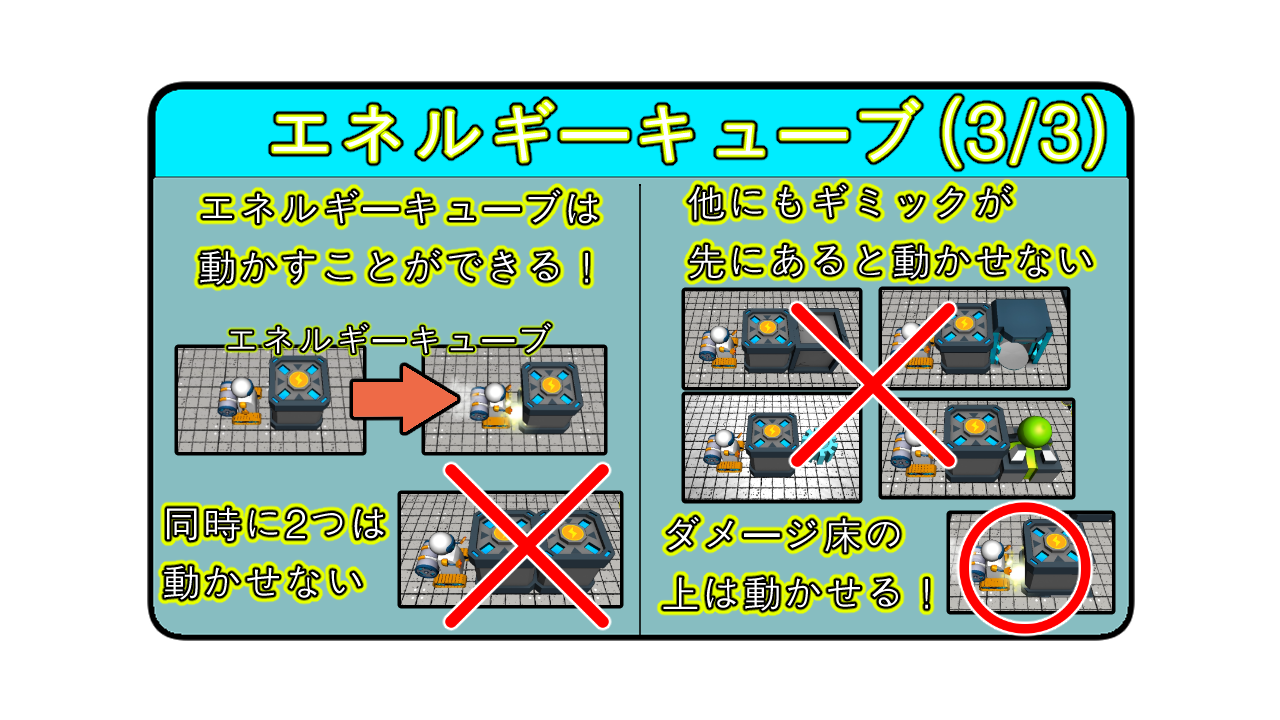 エネルギーキューブ(3/3)
エネルギーキューブは
動かすことができる！
エネルギーキューブ
同時に2つは
動かせない
他にもギミックが
先にあると動かせない
ダメージ床の
上は動かせる！